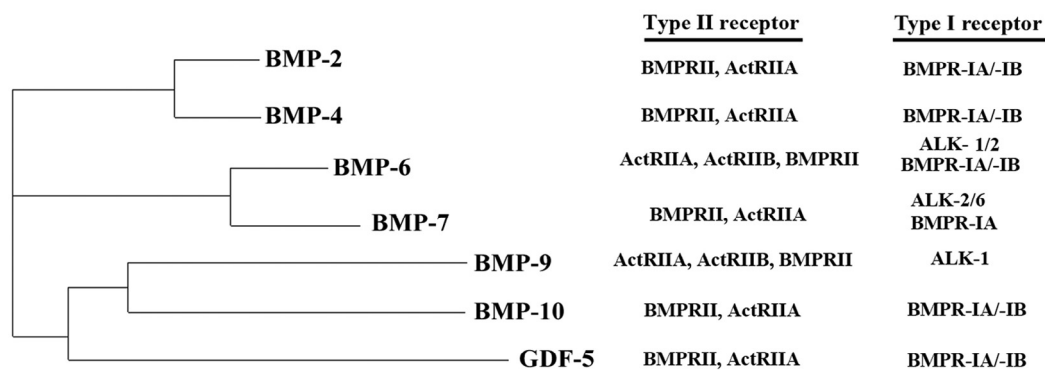 Type II receptor Type I receptor
BMP-2 BMPRII, ActRIIA BMPR-IA/-IB
BMP-4 BMPRII, ActRIIA BMPR-IA/-IB
BMP-6 ActRIIA, ActRIIB, BMPRII ALK- 1/2
BMPR-IA/-IB
BMP-7 BMPRII, ActRIIA ALK-2/6
BMPR-IA
BMP-9 ActRIIA, ActRIIB, BMPRII ALK-1
BMP-10 BMPRII, ActRIIA BMPR-IA/-IB
GDF-5 BMPRII, ActRIIA BMPR-IA/-IB